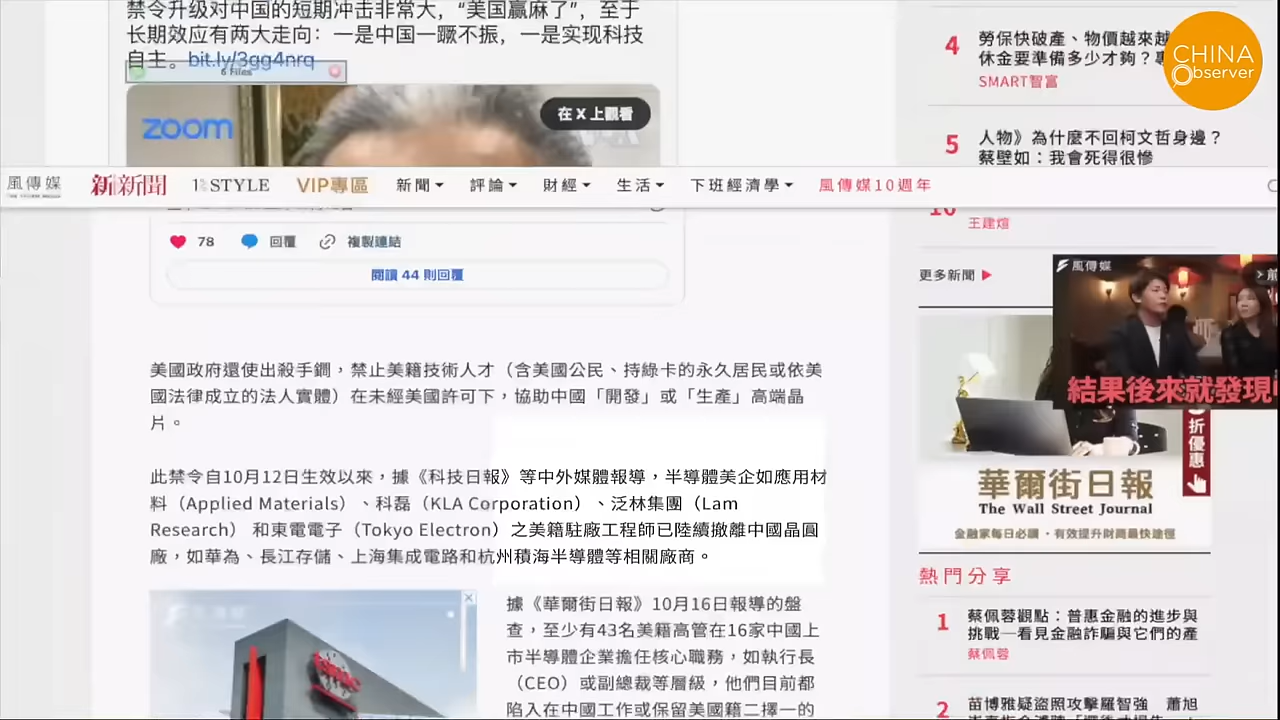 禁令升级对中国的短期冲击非常大，“美国赢麻了”，至于
长期效应有两大走向：一是中国一蹶不振，一是实现科技
自主。bit.ly/3gg4nrq
6 Files
zoom
在 X 上觀看
4
勞保快破產、物價越來越
休金要準備多少才夠？
SMART智富
CHINA
Observer
5
人物》為什麼不回柯文哲身邊？
蔡壁如：我會死得很慘
風傳媒
新新聞
STYLE
VIP專區
新聞
評論
財經
生活
下班經濟學
風傳媒10週年
10
王建煊
78
回覆
複製連結
閱讀 44 則回覆
更多新聞
風傳媒
結果後來就發現
美國政府還使出殺手鐧，禁止美籍技術人才（含美國公民、持綠卡的永久居民或依美
國法律成立的法人實體）在未經美國許可下，協助中國「開發」或「生產」高端晶
片。
此禁令自10月12日生效以來，據《科技日報》等中外媒體報導，半導體美企如應用材
料（Applied Materials）、科磊（KLA Corporation）、泛林集團（Lam
Research） 和東電電子（Tokyo Electron）之美籍駐廠工程師已陸續撤離中國晶圓
廠，如華為、長江存儲、上海集成電路和杭州積海半導體等相關廠商。
折優惠
華爾街日報
The Wall Street Journal
金融家每日必讀・有效提升財商最快途徑
據《華爾街日報》10月16日報導的盤
查，至少有43名美籍高管在16家中國上
市半導體企業擔任核心職務，如執行長
（CEO）或副總裁等層級，他們目前都
陷入在中國工作或保留美國籍二擇一的
熱門分享
1
蔡佩蓉觀點：普惠金融的進步與
挑戰─看見金融詐騙與它們的產
蔡佩蓉
2
苗博雅疑盜照攻擊羅智強　蕭旭